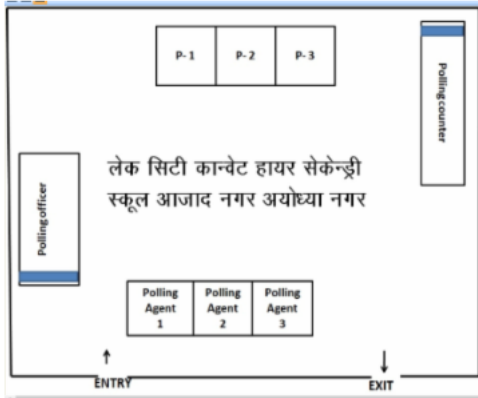 P-1 P-2 P-3
Polling counter
लेक सिटी कान्वेट हायर सेकेन्ड्री
स्कूल आजाद नगर अयोध्या नगर
Polling officer
Polling Agent 1
Polling Agent 2
Polling Agent 3
ENTRY
EXIT